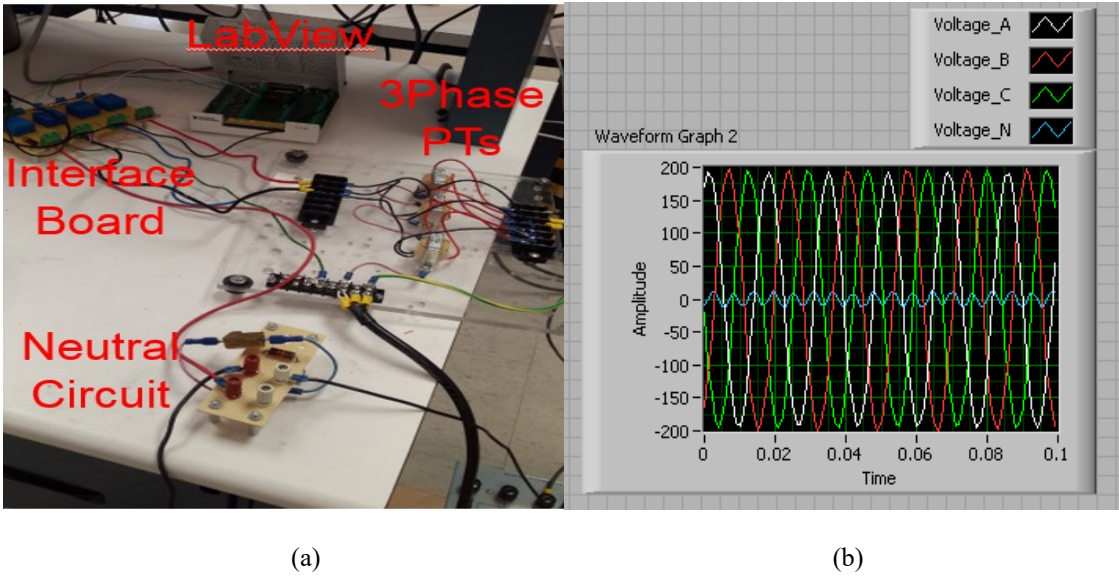 LabView
3Phase
PTs
Interface
Board
Neutral
Circuit
Voltage_A
Voltage_B
Voltage_C
Voltage_N
Waveform Graph 2
Amplitude
200
150
100
50
0
-50
-100
-150
-200
0 0.02 0.04 0.06 0.08 0.1
Time
(a) (b)